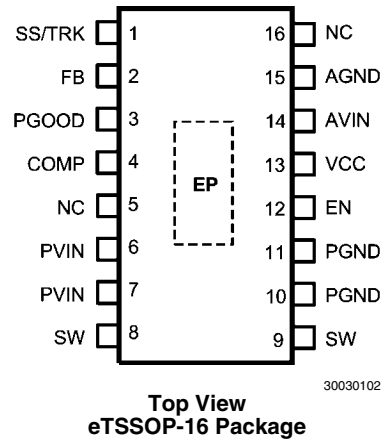 SS/TRK 1 16 NC
FB 2 15 AGND
PGOOD 3 14 AVIN
COMP 4 13 VCC
EP
NC 5 12 EN
PVIN 6 11 PGND
PVIN 7 10 PGND
SW 8 9 SW
30030102
Top View
eTSSOP-16 Package